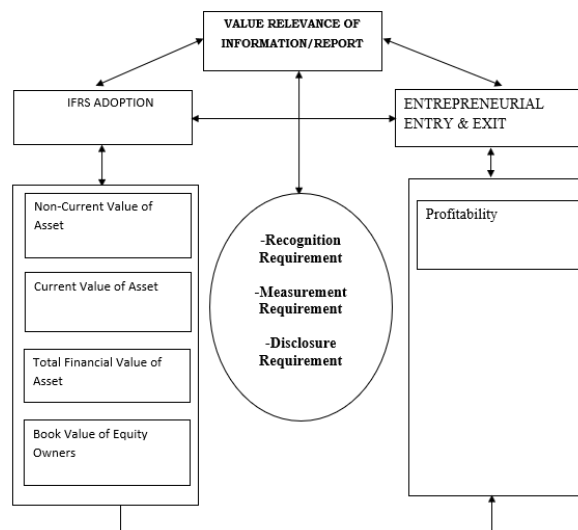 VALUE RELEVANCE OF
INFORMATION/REPORT
IFRS ADOPTION
ENTREPRENEURIAL
ENTRY & EXIT
Non-Current Value of
Asset
Current Value of Asset
Total Financial Value of
Asset
Book Value of Equity
Owners
-Recognition
Requirement
-Measurement
Requirement
-Disclosure
Requirement
Profitability